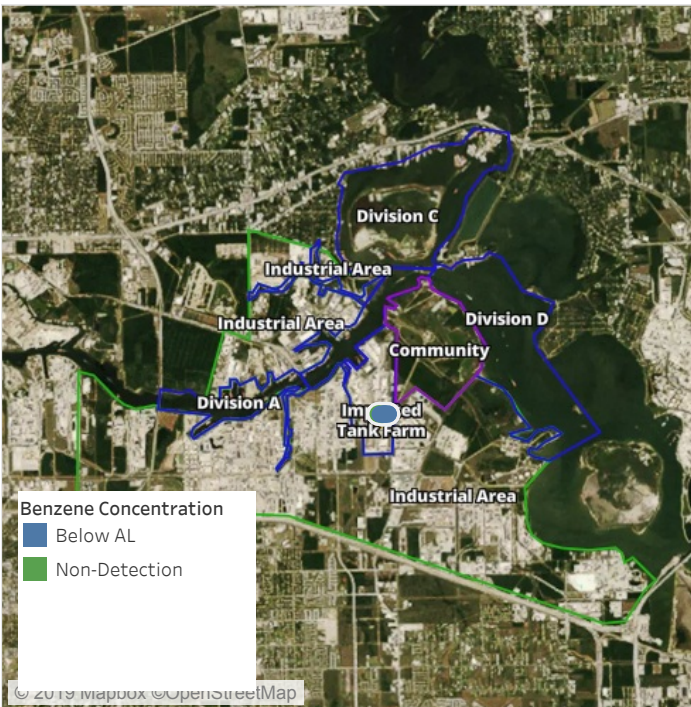 Division C
Industrial Area
Industrial Area
Division D
Community
Division A
Tank Farm
Industrial Area
Benzene Concentration
Below AL
Non-Detection
© 2019 Mapbox ©OpenStreetMap